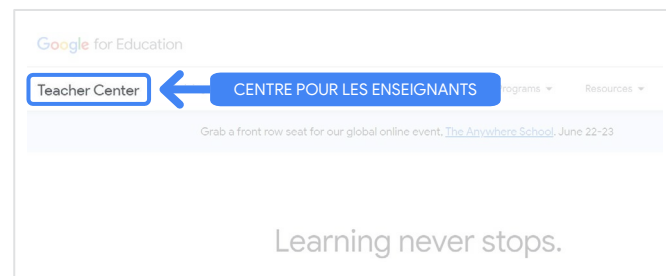 Google for Education
Teacher Center
CENTRE POUR LES ENSEIGNANTS
rograms
Resources
Grab a front row seat for our global online event, The Anywhere School, June 22-23
Learning never stops.